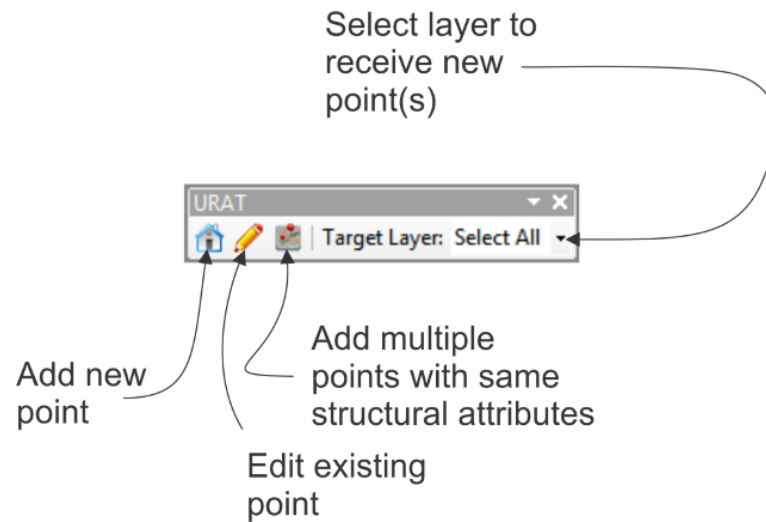 Select layer to
receive new
point(s)
URAT
Target Layer: Select All
Add new
point
Add multiple
points with same
structural attributes
Edit existing
point